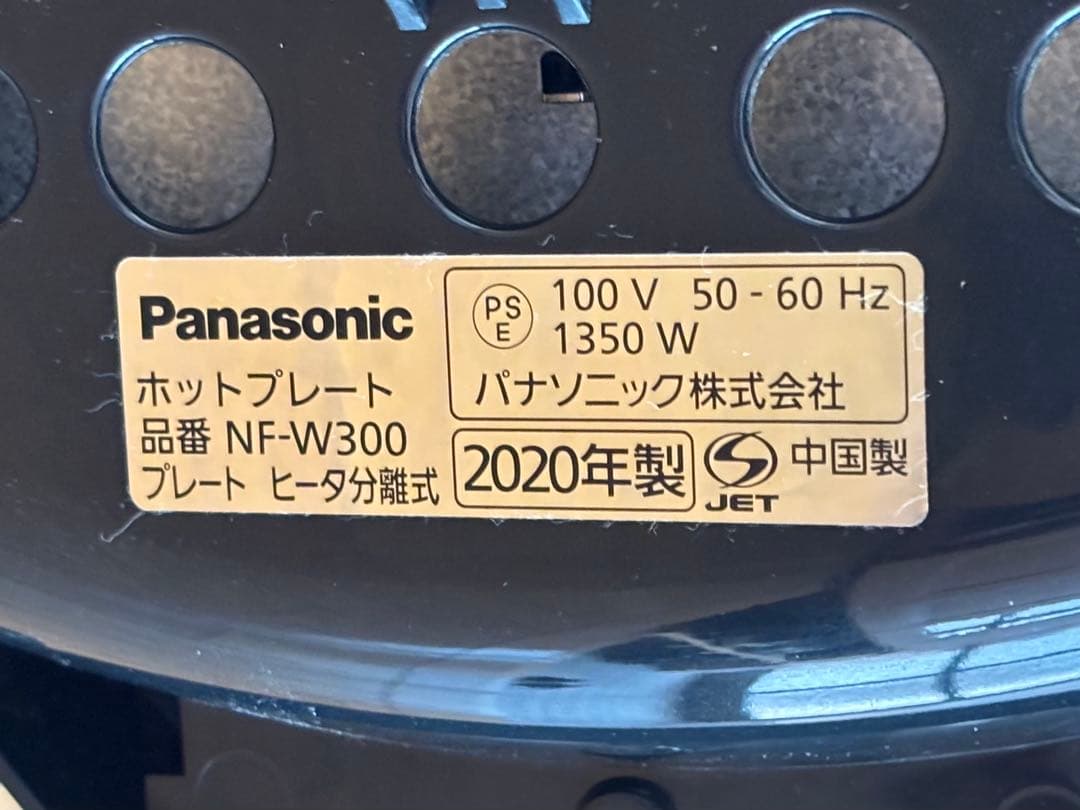 Panasonic
ホットプレート
品番 NF-W300
プレート ヒータ分離式
PS
E
100 V 50 - 60 Hz
1350 W
パナソニック株式会社
2020年製
JET
中国製